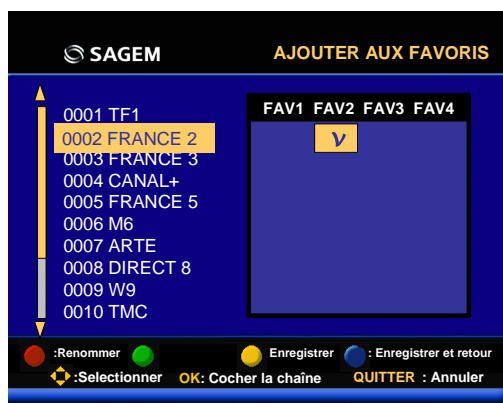 SAGEM
AJOUTER AUX FAVORIS
FAV1 FAV2 FAV3 FAV4
0001 TF1
0002 FRANCE 2
ν
0003 FRANCE 3
0004 CANAL+
0005 FRANCE 5
0006 M6
0007 ARTE
0008 DIRECT 8
0009 W9
0010 TMC
:Renommer Enregistrer : Enregistrer et retour
:Selectionner OK: Cocher la chaîne QUITTER : Annuler